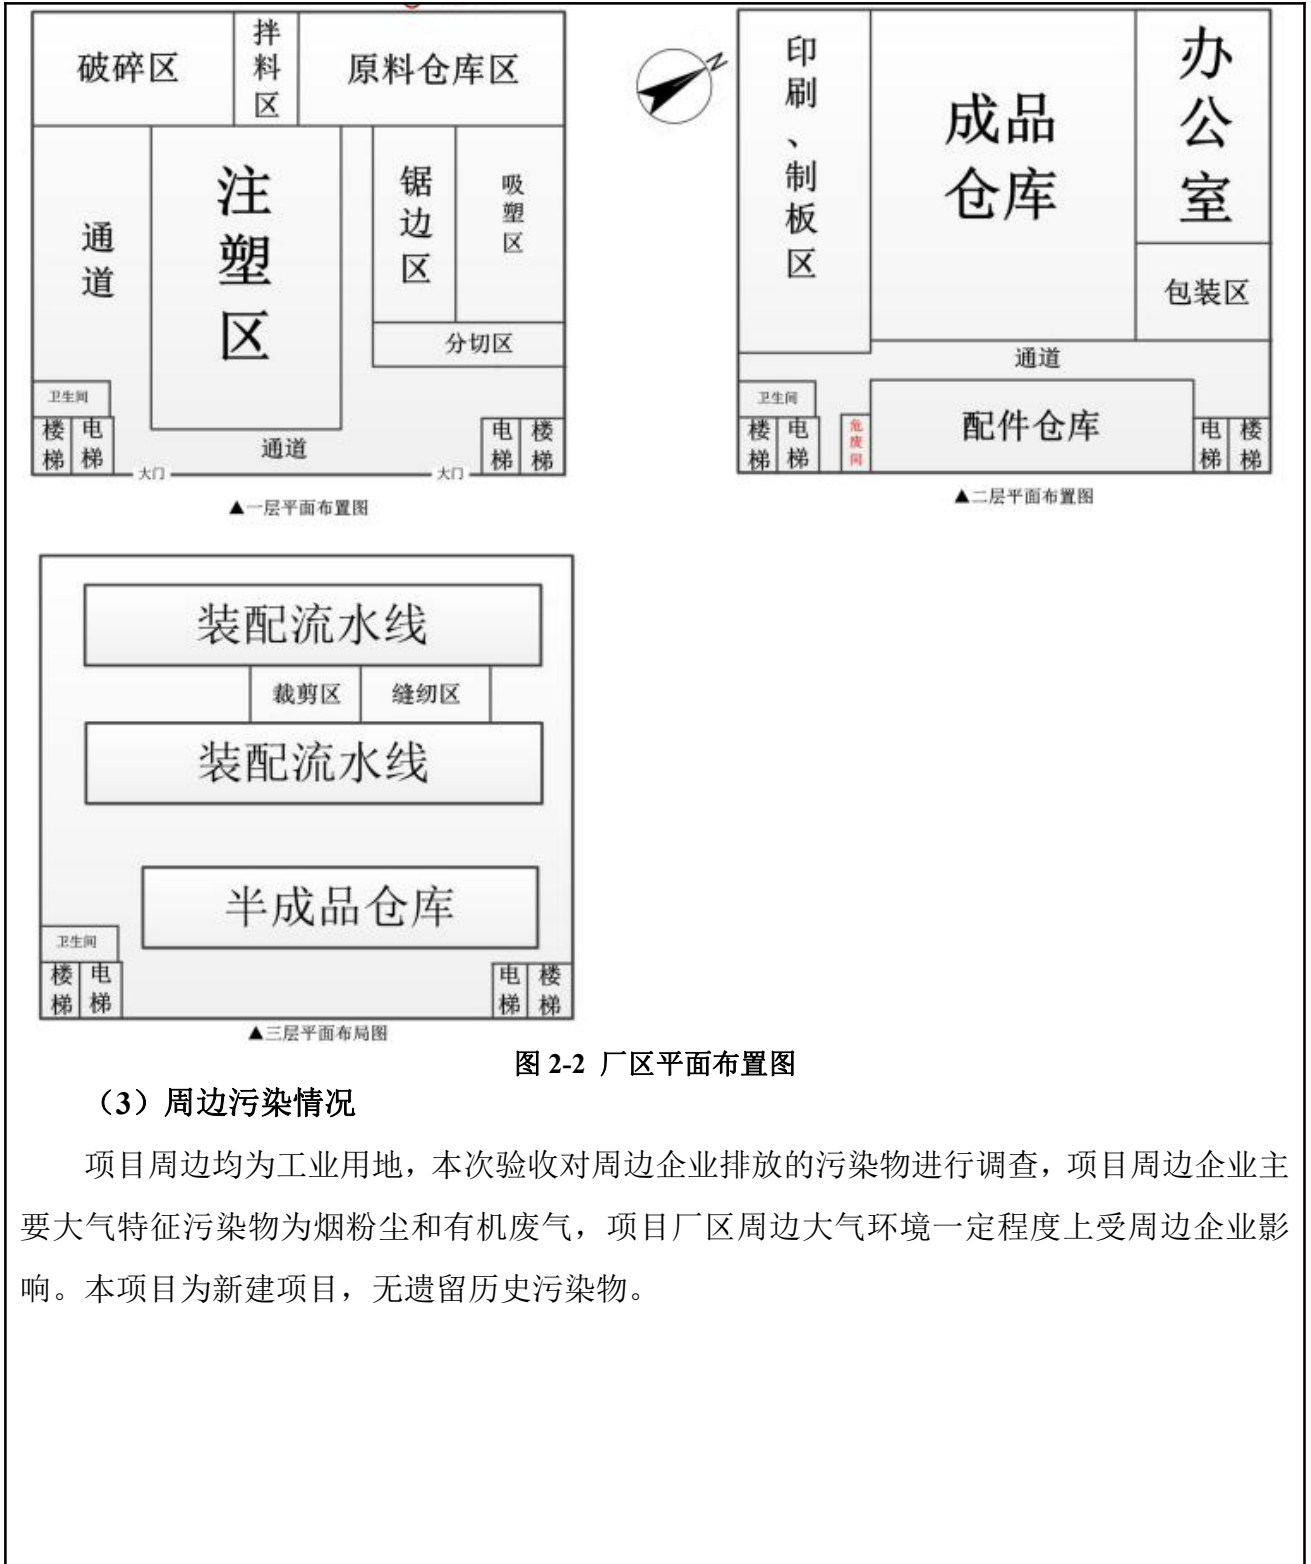 破碎区
拌料区
原料仓库区
通道
注塑区
锯边区
吸塑区
分切区
卫生间
楼梯
电梯
大门
通道
大门
电梯
楼梯
▲一层平面布置图
N
印刷、制板区
成品
仓库
办公室
包装区
通道
卫生间
楼梯
电梯
危废间
配件仓库
电梯
楼梯
▲二层平面布置图
装配流水线
裁剪区
缝纫区
装配流水线
半成品仓库
卫生间
楼梯
电梯
电梯
楼梯
▲三层平面布局图
图 2-2 厂区平面布置图
（3）周边污染情况
项目周边均为工业用地，本次验收对周边企业排放的污染物进行调查，项目周边企业主
要大气特征污染物为烟粉尘和有机废气，项目厂区周边大气环境一定程度上受周边企业影
响。本项目为新建项目，无遗留历史污染物。